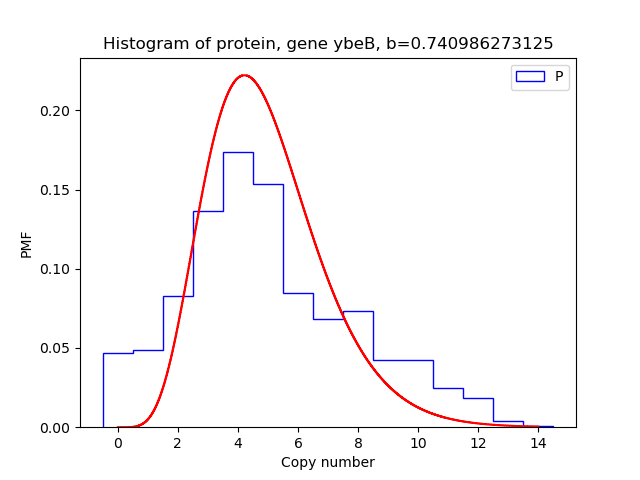 Histogram of protein, gene ybeB, b=0.740986273125
P
0.20
0.15
0.10
0.05
0.00
PMF
0 2 4 6 8 10 12 14
Copy number